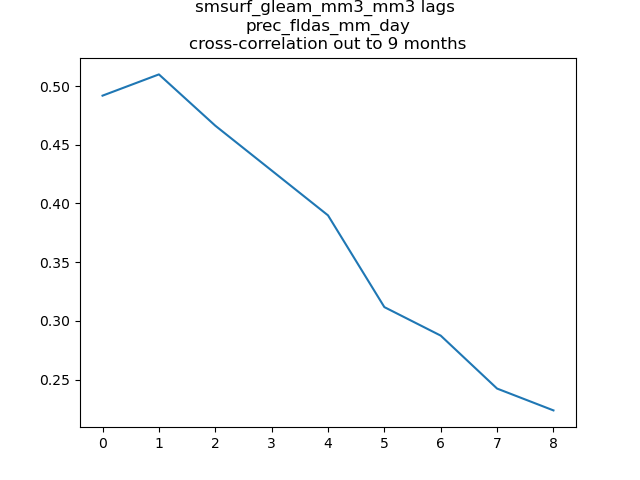 smsurf_gleam_mm3_mm3 lags
prec_fldas_mm_day
cross-correlation out to 9 months
0.50
0.45
0.40
0.35
0.30
0.25
0 1 2 3 4 5 6 7 8